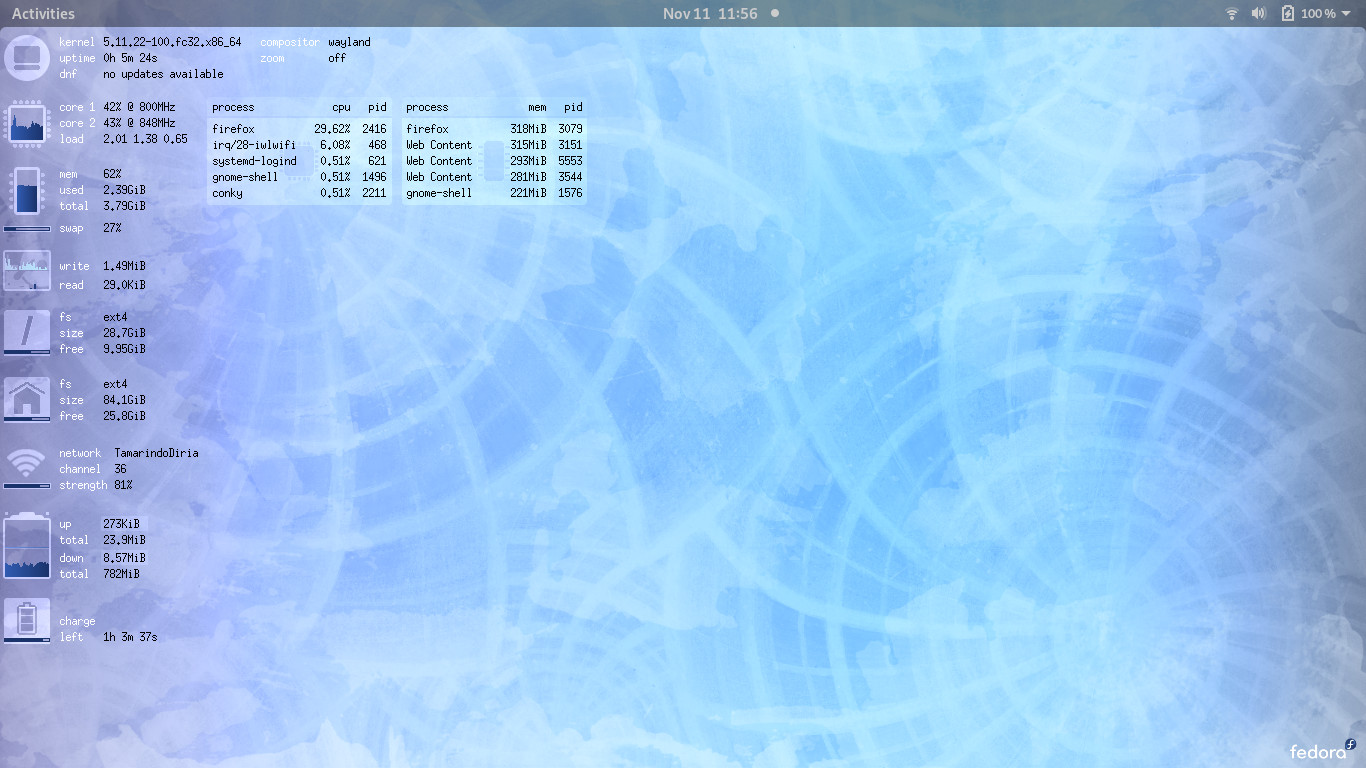 Activities
Nov 11 11:56
100 %
kernel 5.11.22-100.fc32.x86_64 compositor wayland
uptime 0h 5m 24s zoom off
dnf no updates available
core 1 42% @ 800MHz
core 2 43% @ 848MHz
load 2.01 1.38 0.65
process cpu pid
firefox 29.62% 2416
irq/28-iwlwifi 6.08% 468
systemd-logind 0.51% 621
gnome-shell 0.51% 1496
conky 0.51% 2211
process mem pid
firefox 318MiB 3079
Web Content 315MiB 3151
Web Content 293MiB 5553
Web Content 281MiB 3544
gnome-shell 221MiB 1576
mem 62%
used 2.39GiB
total 3.79GiB
swap 27%
write 1.49MiB
read 29.0KiB
fs ext4
size 28.7GiB
free 9.95GiB
fs ext4
size 84.1GiB
free 25.8GiB
network TamarindoDiria
channel 36
strength 81%
up 273KiB
total 23.9MiB
down 8.57MiB
total 782MiB
charge
left 1h 3m 37s
fedora